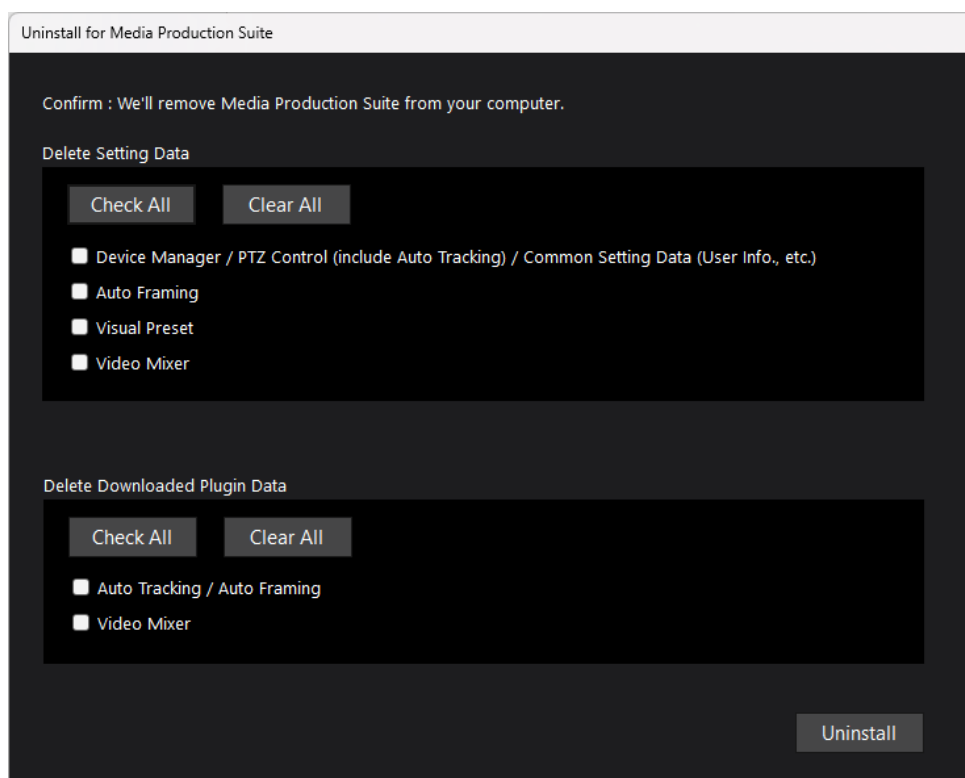 Uninstall for Media Production Suite
Confirm : We'll remove Media Production Suite from your computer.
Delete Setting Data
Check All
Clear All
Device Manager / PTZ Control (include Auto Tracking) / Common Setting Data (User Info., etc.)
Auto Framing
Visual Preset
Video Mixer
Delete Downloaded Plugin Data
Check All
Clear All
Auto Tracking / Auto Framing
Video Mixer
Uninstall